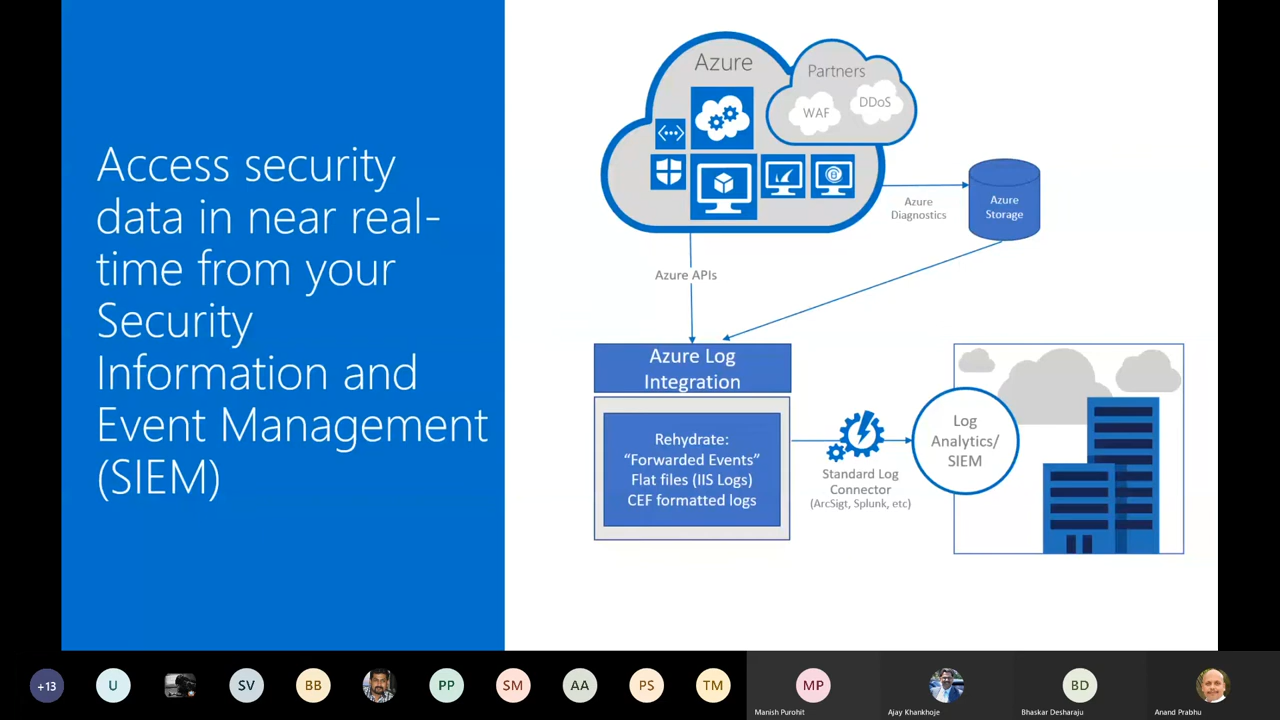 Access security
data in near real-
time from your
Security
Information and
Event Management
(SIEM)
Azure
Partners
WAF
DDoS
Azure
Diagnostics
Azure
Storage
Azure APIs
Azure Log
Integration
Rehydrate:
“Forwarded Events”
Flat files (IIS Logs)
CEF formatted logs
Standard Log
Connector
(ArcSigt, Splunk, etc)
Log
Analytics/
SIEM
+13
U
SV
BB
PP
SM
AA
PS
TM
MP
BD
Manish Purohit
Ajay Khankhoje
Bhaskar Desharaju
Anand Prabhu